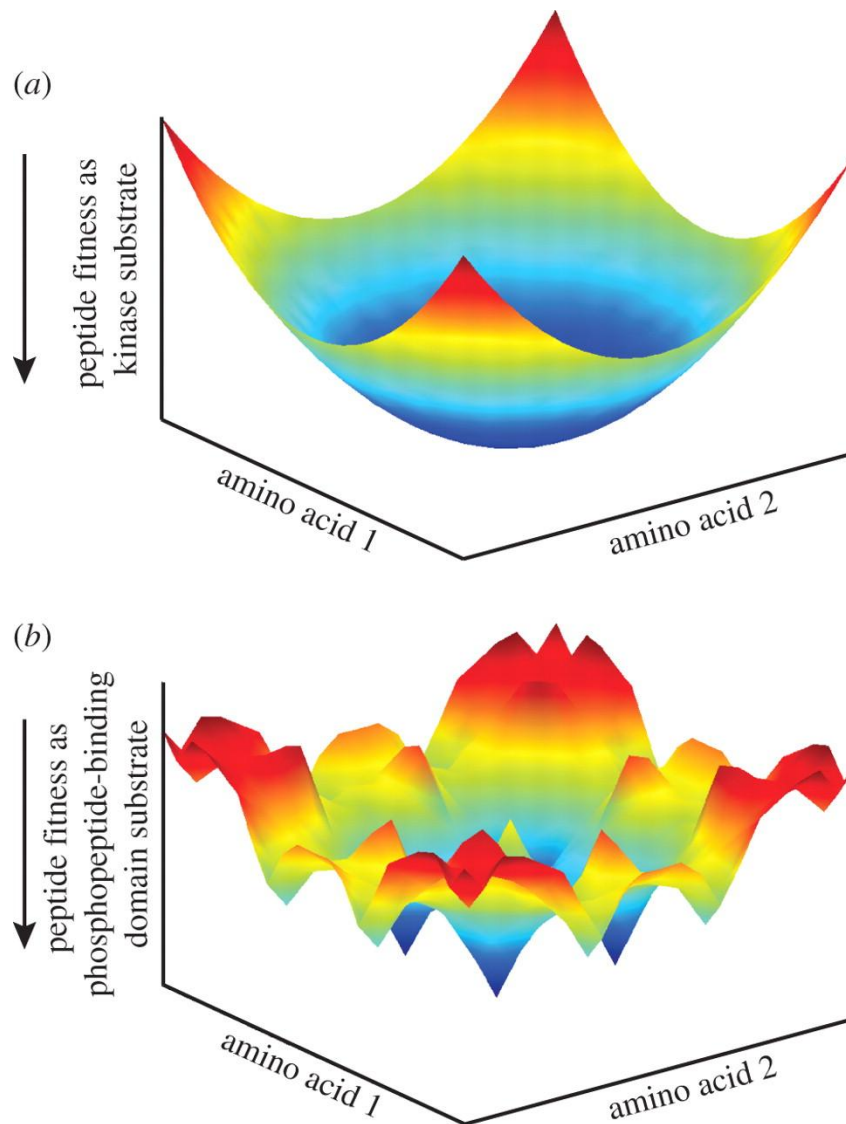 (a)
peptide fitness as
kinase substrate
amino acid 1
amino acid 2
(b)
peptide fitness as
phosphopeptide-binding
domain substrate
amino acid 1
amino acid 2